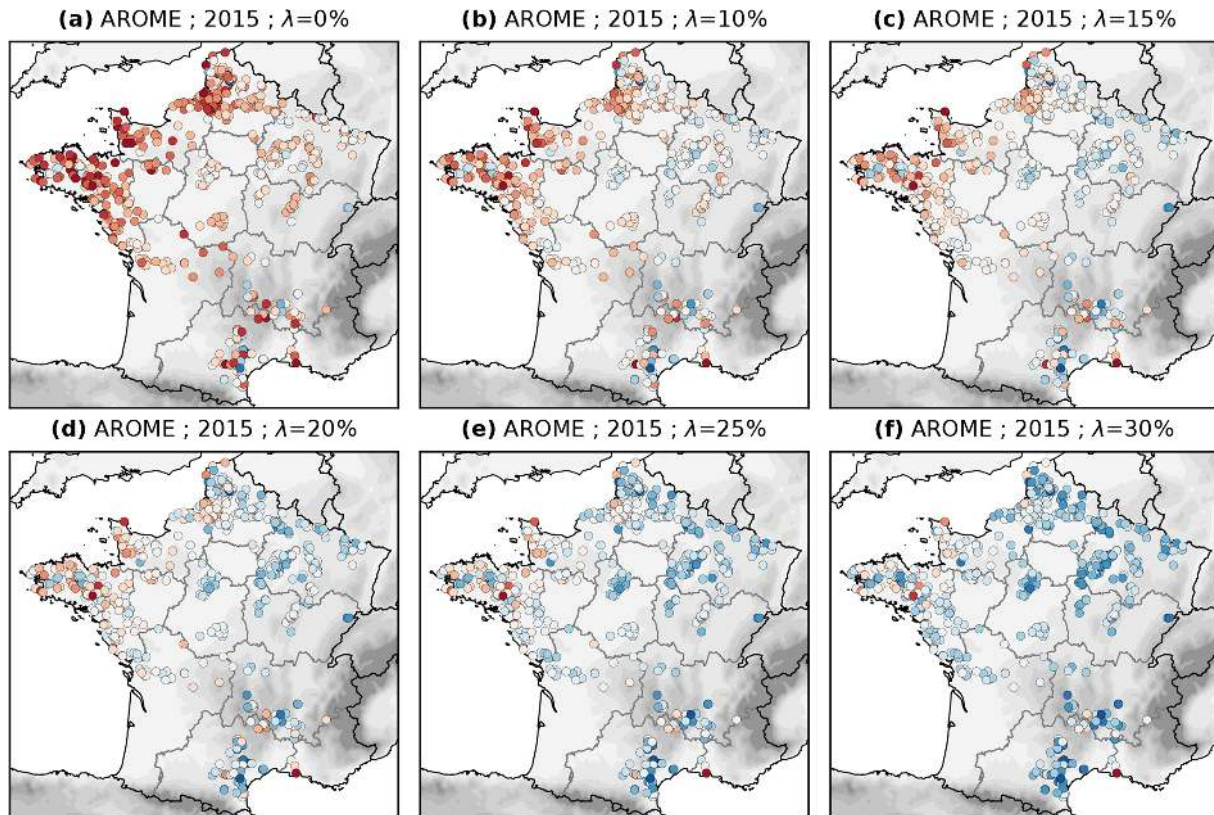 (a) AROME ; 2015 ; λ=0%
(b) AROME ; 2015 ; λ=10%
(c) AROME ; 2015 ; λ=15%
(d) AROME ; 2015 ; λ=20%
(e) AROME ; 2015 ; λ=25%
(f) AROME ; 2015 ; λ=30%